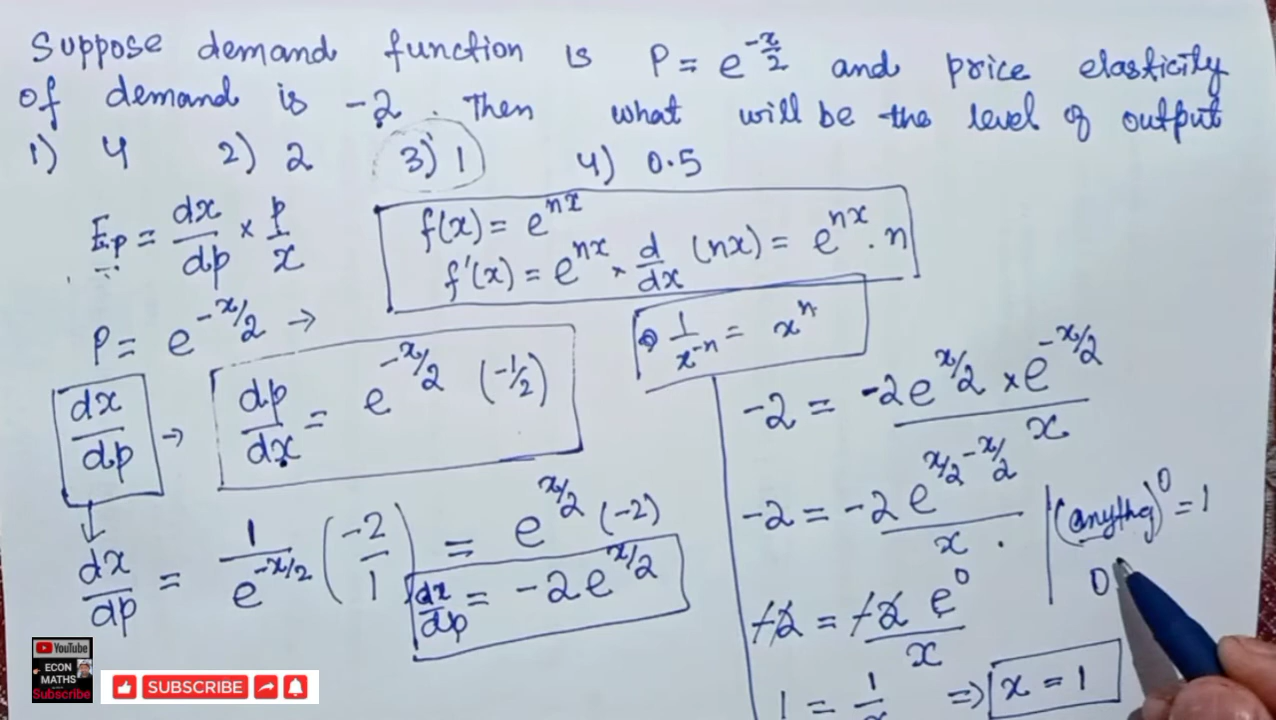 Suppose demand function is P = e^{-x/2} and price elasticity
of demand is -2. Then what will be the level of output
1) 4 2) 2 3) 1 4) 0.5
Ep = dx/dp × p/x
f(x) = e^{nx}
f'(x) = e^{nx} × d/dx (nx) = e^{nx} . n
P = e^{-x/2} →
1/x^{-n} = x^n
dx/dp → dp/dx = e^{-x/2} (-1/2)
dx/dp = 1/e^{-x/2} (-2/1) = e^{x/2} (-2)
dx/dp = -2e^{x/2}
-2 = -2e^{x/2} × e^{-x/2} / x
-2 = -2e^{x/2 - x/2} / x .
(anythg)^0 = 1
0
-2 = -2 e^0 / x
1 = 1/x => x = 1
YouTube
ECON
MATHS
Subscribe
SUBSCRIBE